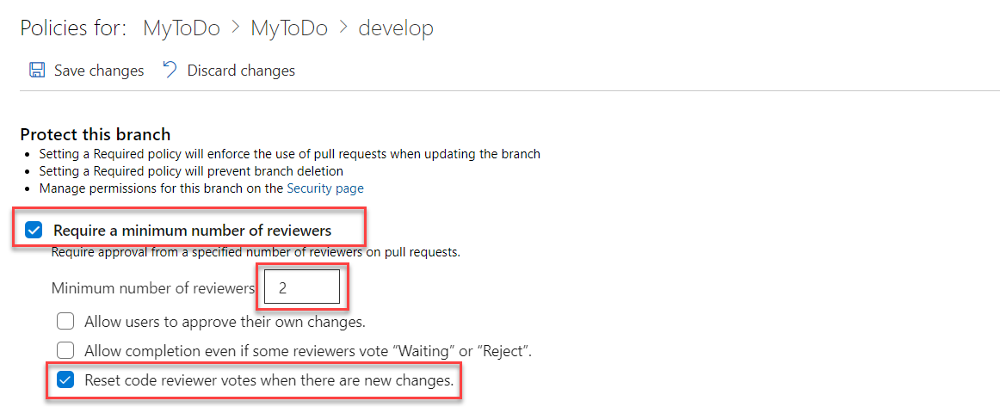 Policies for: MyToDo > MyToDo > develop
Save changes Discard changes
Protect this branch
• Setting a Required policy will enforce the use of pull requests when updating the branch
• Setting a Required policy will prevent branch deletion
• Manage permissions for this branch on the Security page
Require a minimum number of reviewers
Require approval from a specified number of reviewers on pull requests.
Minimum number of reviewers 2
Allow users to approve their own changes.
Allow completion even if some reviewers vote “Waiting” or “Reject”.
Reset code reviewer votes when there are new changes.